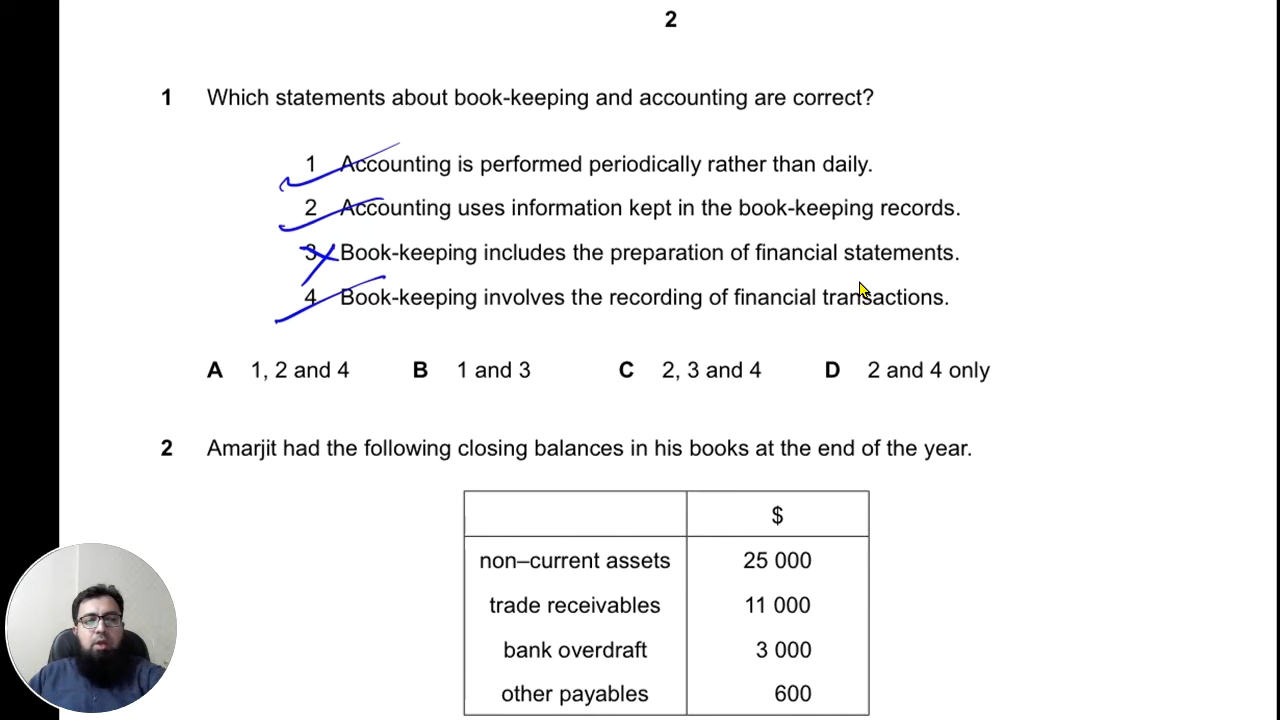 2
1 Which statements about book-keeping and accounting are correct?
1 Accounting is performed periodically rather than daily.
2 Accounting uses information kept in the book-keeping records.
3 Book-keeping includes the preparation of financial statements.
4 Book-keeping involves the recording of financial transactions.
A 1, 2 and 4 B 1 and 3 C 2, 3 and 4 D 2 and 4 only
2 Amarjit had the following closing balances in his books at the end of the year.
$
non–current assets 25 000
trade receivables 11 000
bank overdraft 3 000
other payables 600